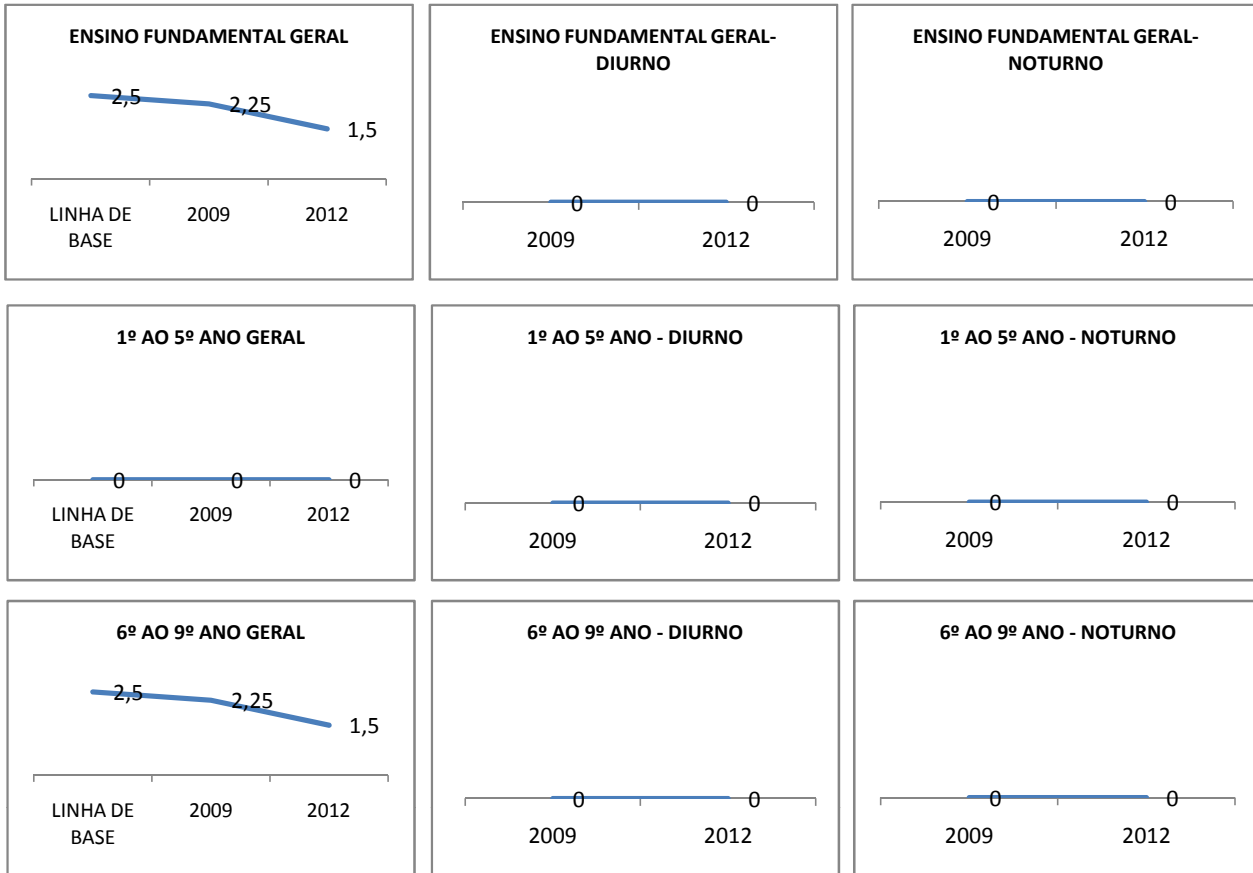 ENSINO FUNDAMENTAL GERAL
2,5
2,25
1,5
LINHA DE
BASE
2009
2012
ENSINO FUNDAMENTAL GERAL-
DIURNO
0
0
2009
2012
ENSINO FUNDAMENTAL GERAL-
NOTURNO
0
0
2009
2012
1º AO 5º ANO GERAL
0
0
0
LINHA DE
BASE
2009
2012
1º AO 5º ANO - DIURNO
0
0
2009
2012
1º AO 5º ANO - NOTURNO
0
0
2009
2012
6º AO 9º ANO GERAL
2,5
2,25
1,5
LINHA DE
BASE
2009
2012
6º AO 9º ANO - DIURNO
0
0
2009
2012
6º AO 9º ANO - NOTURNO
0
0
2009
2012